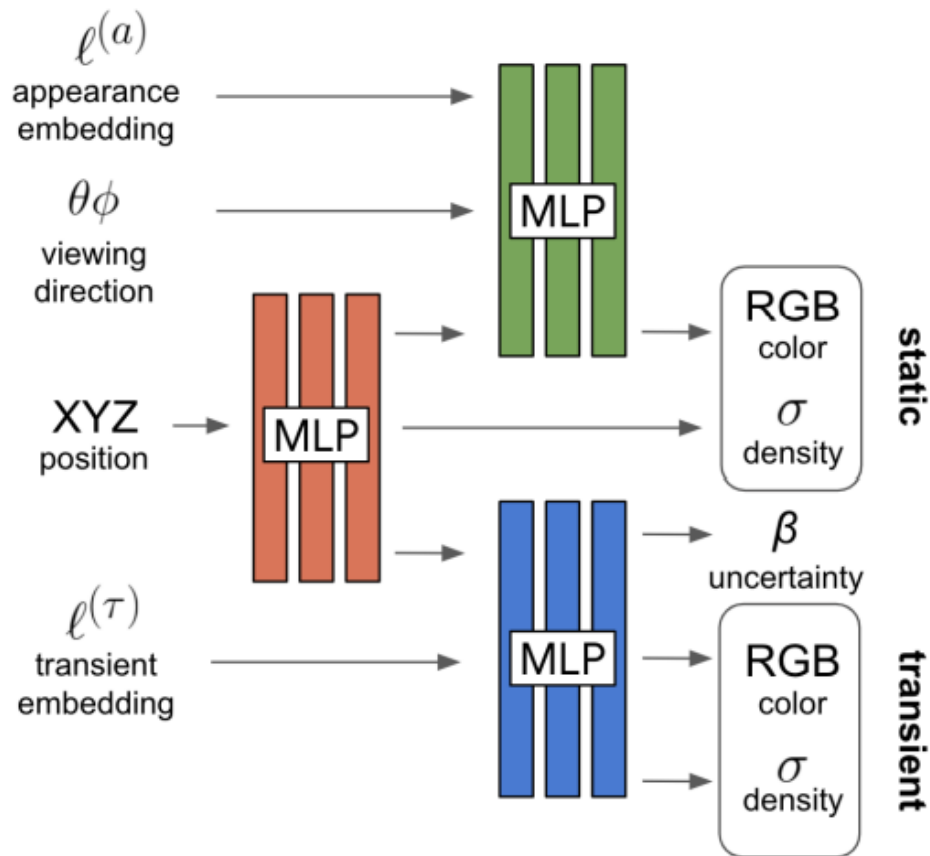 ℓ(a)
appearance
embedding
θϕ
viewing
direction
XYZ
position
ℓ(τ)
transient
embedding
MLP
MLP
MLP
RGB
color
σ
density
static
β
uncertainty
RGB
color
σ
density
transient